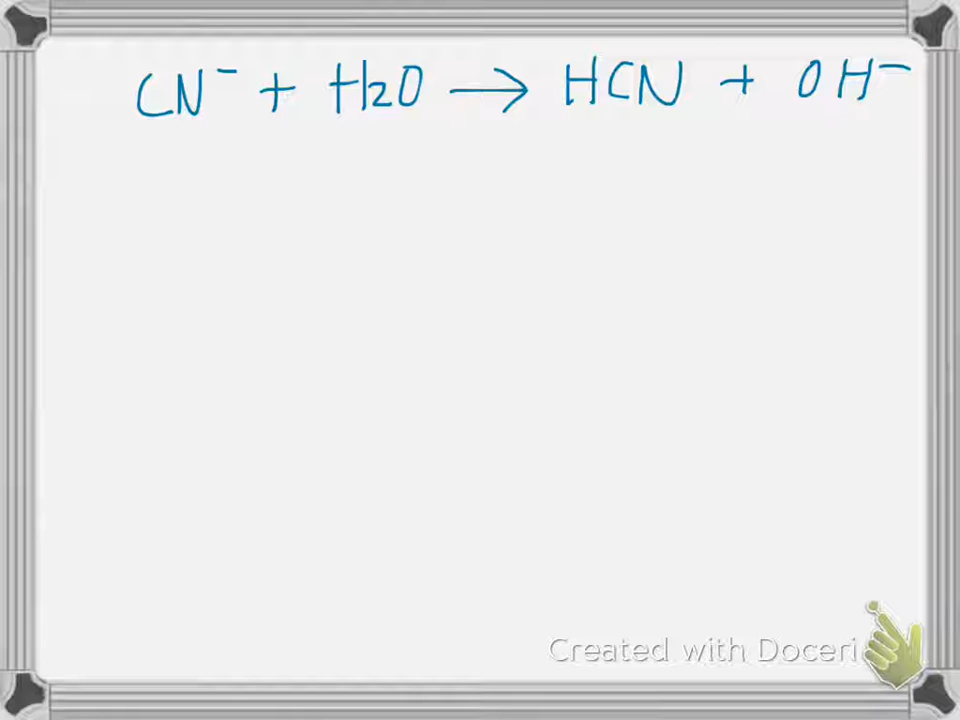 CN⁻ + H₂O → HCN + OH⁻
Created with Doceri